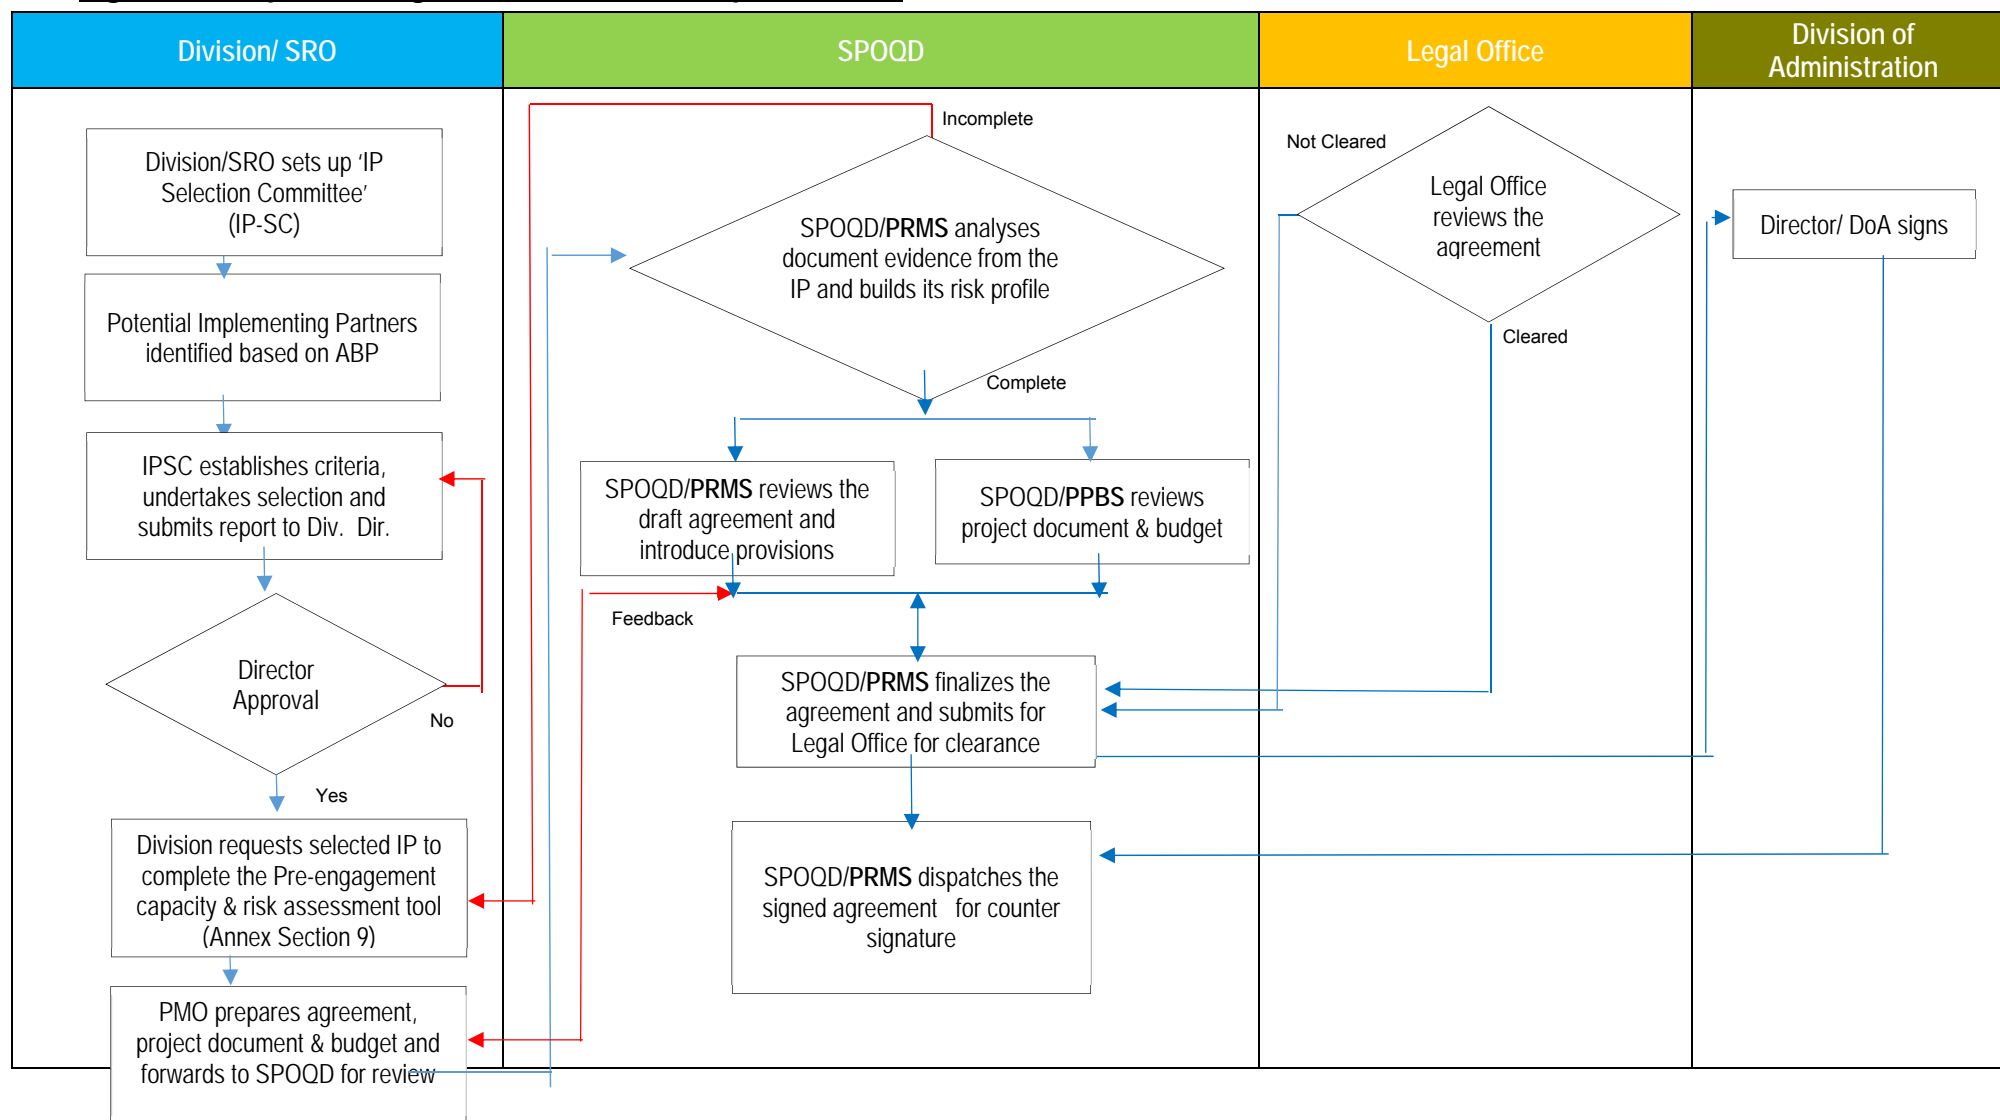 Division/ SRO
SPOQD
Legal Office
Division of
Administration
Division/SRO sets up ‘IP
Selection Committee’
(IP-SC)
Potential Implementing Partners
identified based on ABP
IPSC establishes criteria,
undertakes selection and
submits report to Div.  Dir.
Director
Approval
No
Yes
Division requests selected IP to
complete the Pre-engagement
capacity & risk assessment tool
(Annex Section 9)
PMO prepares agreement,
project document & budget and
forwards to SPOQD for review
Incomplete
SPOQD/PRMS analyses
document evidence from the
IP and builds its risk profile
Complete
SPOQD/PRMS reviews the
draft agreement and
introduce provisions
SPOQD/PPBS reviews
project document & budget
Feedback
SPOQD/PRMS finalizes the
agreement and submits for
Legal Office for clearance
SPOQD/PRMS dispatches the
signed agreement   for counter
signature
Not Cleared
Legal Office
reviews the
agreement
Cleared
Director/ DoA signs